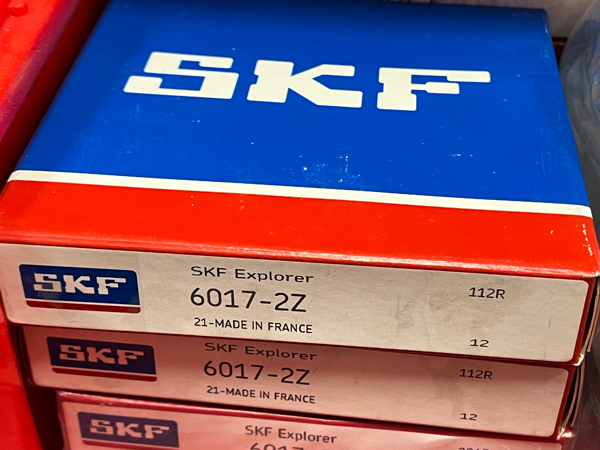 SKF
SKF
SKF Explorer
6017-2Z
21-MADE IN FRANCE
112R
12
SKF
SKF Explorer
6017-2Z
21-MADE IN FRANCE
112R
12
SKF
SKF Explorer